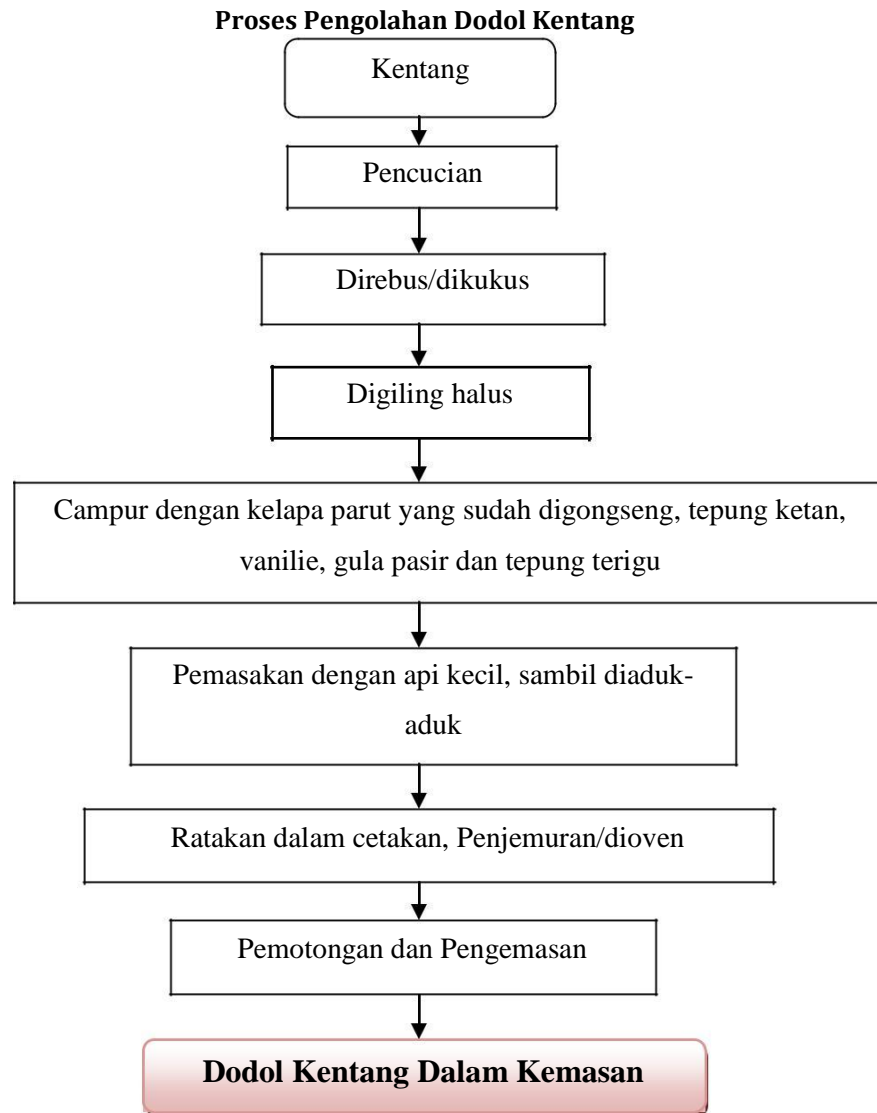 Proses Pengolahan Dodol Kentang
Kentang
Pencucian
Direbus/dikukus
Digiling halus
Campur dengan kelapa parut yang sudah digongseng, tepung ketan,
vanilie, gula pasir dan tepung terigu
Pemasakan dengan api kecil, sambil diaduk-
aduk
Ratakan dalam cetakan, Penjemuran/dioven
Pemotongan dan Pengemasan
Dodol Kentang Dalam Kemasan